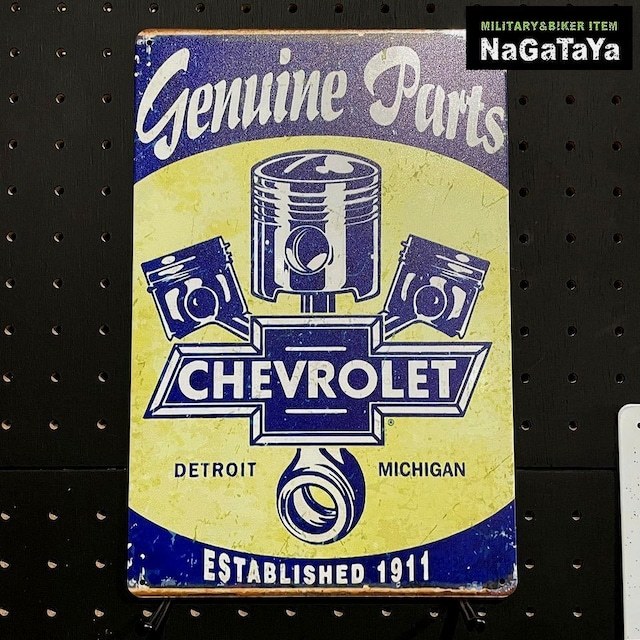 MILITARY&BIKER ITEM
NaGaTaYa
Genuine Parts
CHEVROLET
®
DETROIT MICHIGAN
ESTABLISHED 1911